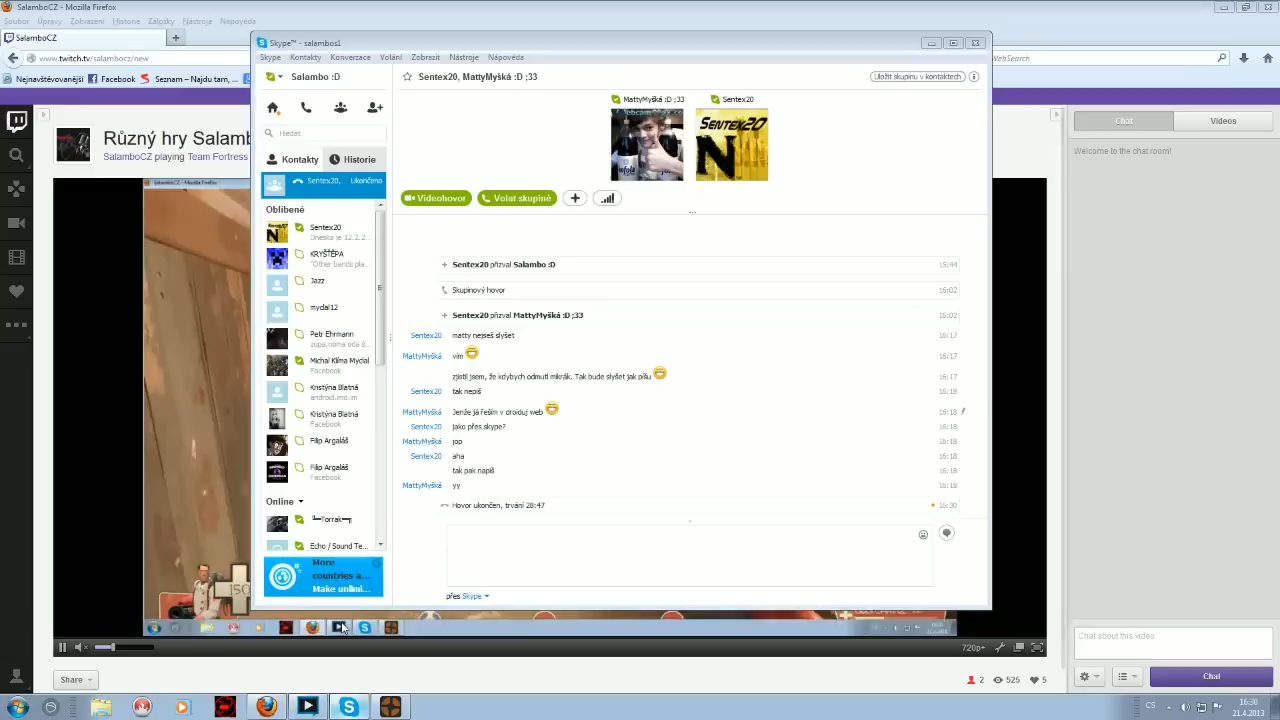 SalamboCZ - Mozilla Firefox
Soubor Úpravy Zobrazení Historie Záložky Nástroje Nápověda
SalamboCZ
www.twitch.tv/salambocz/new
WebSearch
Nejnavštěvovanější Facebook Seznam - Najdu tam,
Různý hry Salamb
SalamboCZ playing Team Fortress
Skype™ - salambos1
Skype Kontakty Konverzace Volání Zobrazit Nástroje Nápověda
Salambo :D
Hledat
Kontakty Historie
Sentex20, Ukončeno
Oblíbené
Sentex20
Dneska je 12.2.2...
KRYŠTĚPA
"Other bands pla...
Jazz
mydal12
Petr Ehrmann
zupa,noma oda š...
Michal Klíma Mydal
Facebook
Kristýna Blatná
android.imo.im
Kristýna Blatná
Facebook
Filip Argaláš
Filip Argaláš
Facebook
Online
Torrak
Echo / Sound Te...
More
countries a...
Make unlimi...
Sentex20, MattyMyšká :D ;33
Uložit skupinu v kontaktech
MattyMyšká :D ;33 Sentex20
SENTEX20
N
Videohovor Volat skupině
Sentex20 přizval Salambo :D 15:44
Skupinový hovor 16:02
Sentex20 přizval MattyMyšká :D ;33 16:02
Sentex20 matty nejseš slyšet 16:17
MattyMyšká vím 16:17
zjistil jsem, že kdybych odmutl mikrák. Tak bude slyšet jak píšu 16:17
Sentex20 tak nepiš 16:18
MattyMyšká Jenže já řeším v droiduj web 16:18
Sentex20 jako přes skype? 16:18
MattyMyšká jop 16:18
Sentex20 aha 16:18
tak pak napiš 16:18
MattyMyšká yy 16:18
Hovor ukončen, trvání 28:47 16:30
přes Skype
Chat Videos
Welcome to the chat room!
150
720p+
Share
2 525 5
Chat about this video
Chat
CS 16:30
21.4.2013